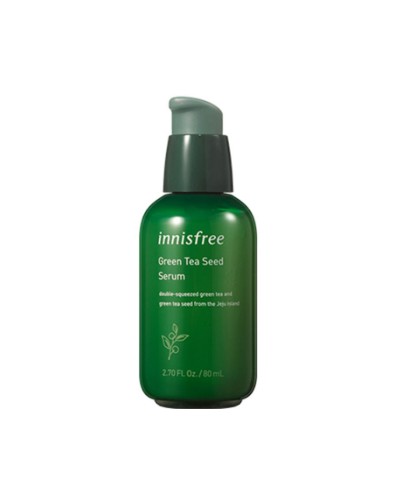 innisfree
Green Tea Seed
Serum
double-squeezed green tea and
green tea seed from the Jeju Island
2.70 Fl. Oz. / 80 mL